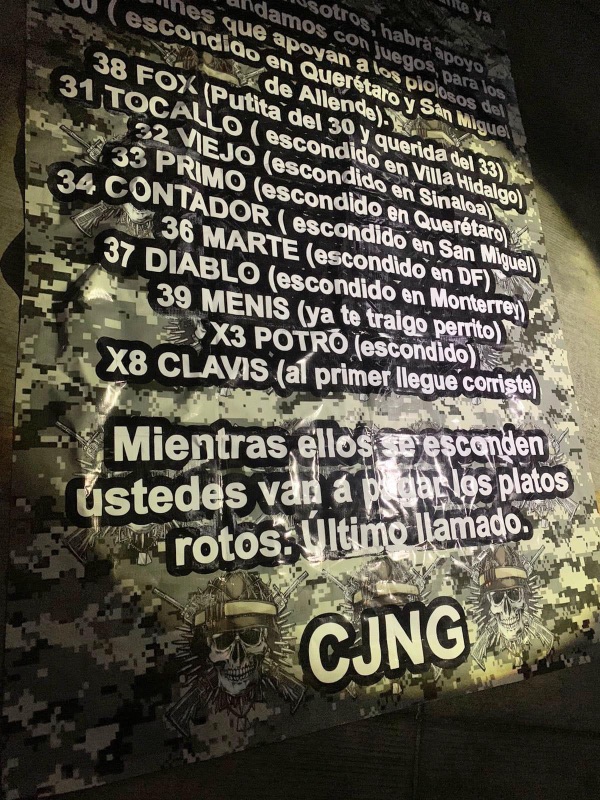 nosotros, habrá apoyo
andamos con juegos, para los
que apoyan a los piojosos del
( escondido en Querétaro y San Miguel
de Allende).
38 FOX (Putita del 30 y querida del 33)
31 TOCALLO ( escondido en Villa Hidalgo)
32 VIEJO (escondido en Sinaloa)
33 PRIMO (escondido en Querétaro)
34 CONTADOR ( escondido en San Miguel)
36 MARTE (escondido en DF)
37 DIABLO (escondido en Monterrey)
39 MENIS (ya te traigo perrito)
X3 POTRO (escondido)
X8 CLAVIS (al primer llegue corriste)
Mientras ellos se esconden
ustedes van a pagar los platos
rotos. Último llamado.
CJNG